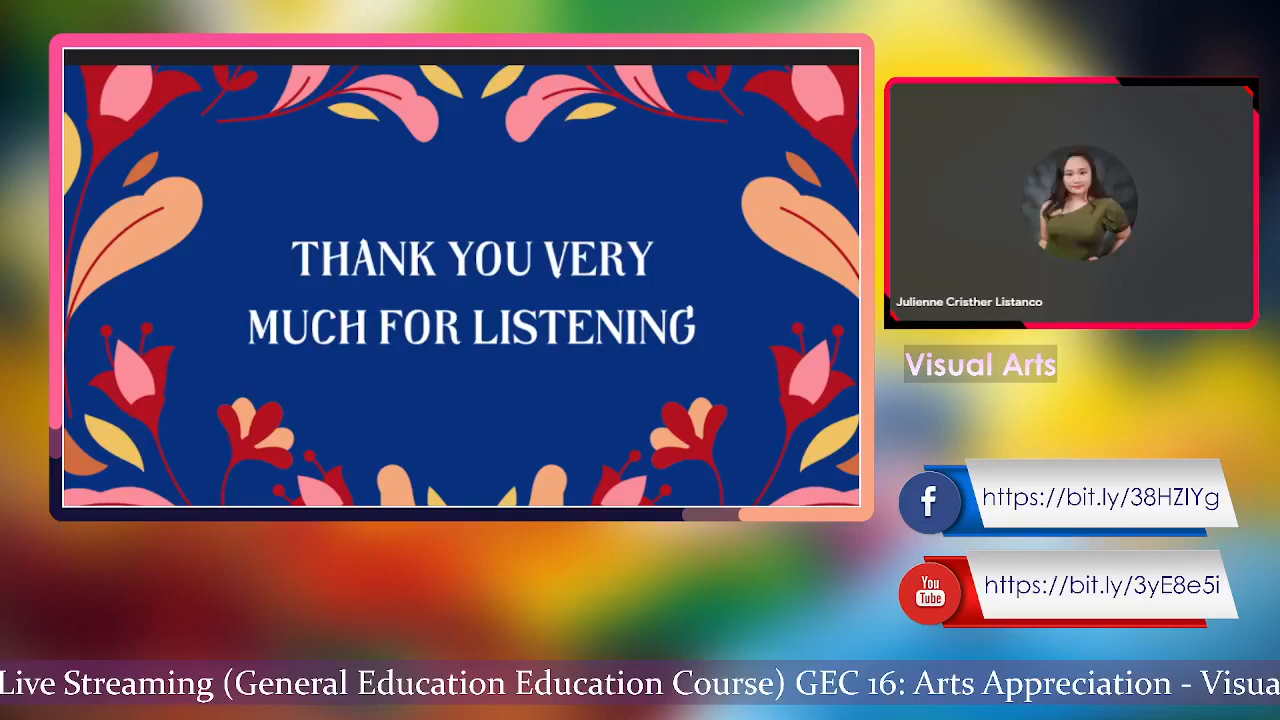 THANK YOU VERY
MUCH FOR LISTENING
Julienne Cristher Listanco
Visual Arts
f
https://bit.ly/38HZIYg
You
Tube
https://bit.ly/3yE8e5i
Live Streaming (General Education Education Course) GEC 16: Arts Appreciation - Visua